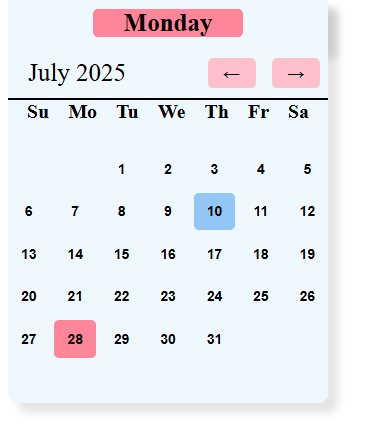 Monday
July 2025 ← →
Su Mo Tu We Th Fr Sa
1 2 3 4 5
6 7 8 9 10 11 12
13 14 15 16 17 18 19
20 21 22 23 24 25 26
27 28 29 30 31